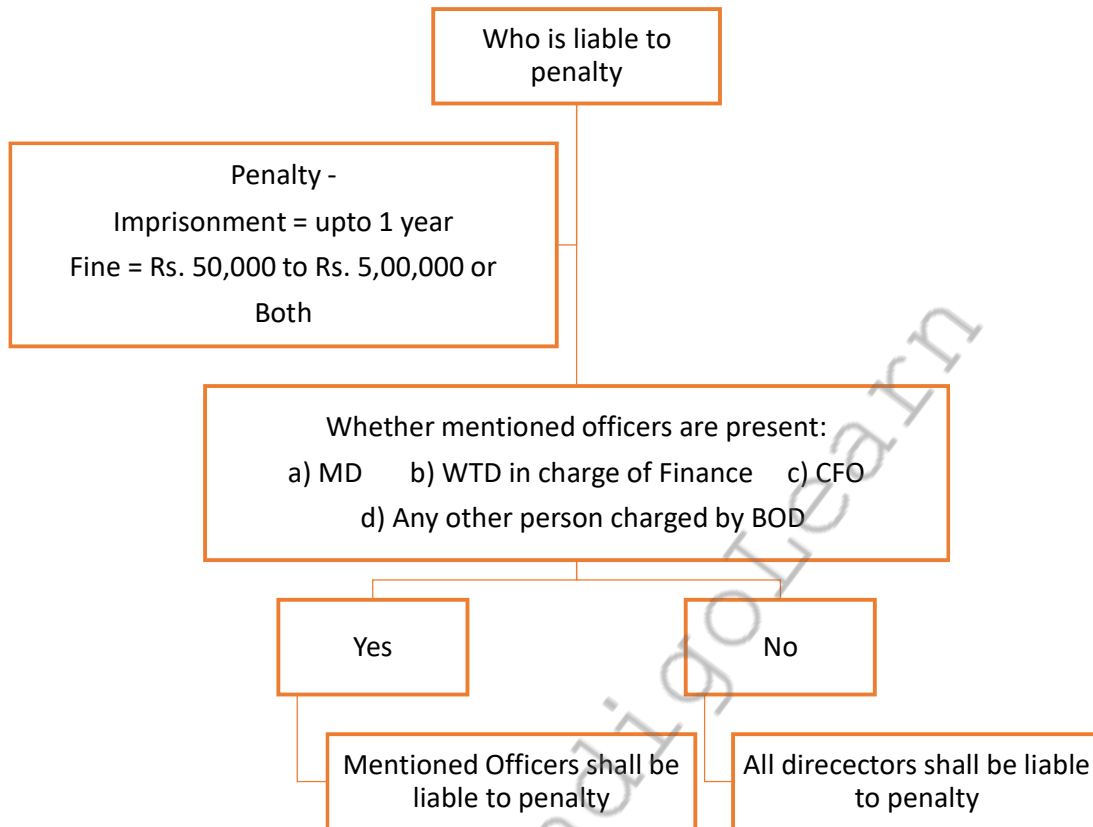 Who is liable to
penalty
Penalty -
Imprisonment = upto 1 year
Fine = Rs. 50,000 to Rs. 5,00,000 or
Both
Whether mentioned officers are present:
a) MD b) WTD in charge of Finance c) CFO
d) Any other person charged by BOD
Yes
No
Mentioned Officers shall be
liable to penalty
All direcectors shall be liable
to penalty
ndigoLearn